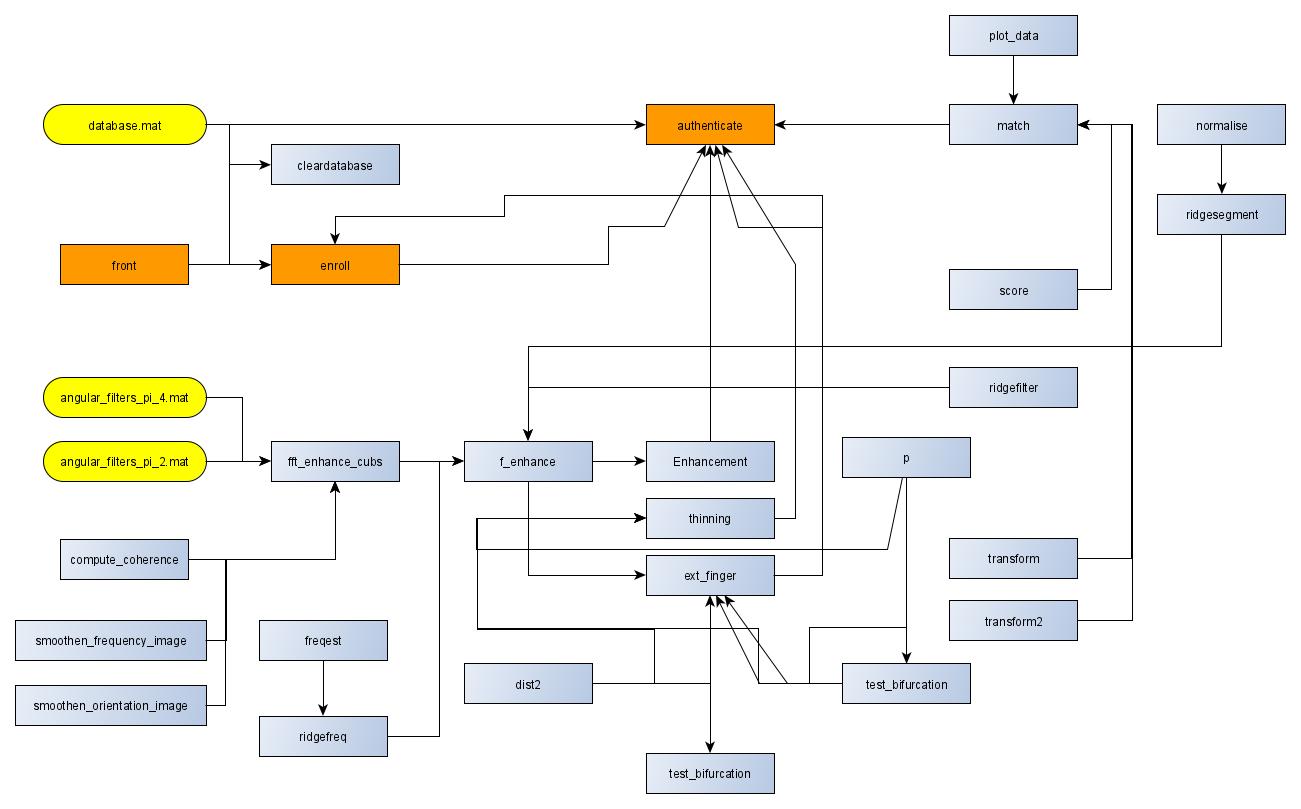 plot_data
database.mat
authenticate
match
normalise
cleardatabase
ridgesegment
front
enroll
score
angular_filters_pi_4.mat
ridgefilter
angular_filters_pi_2.mat
fft_enhance_cubs
f_enhance
Enhancement
p
thinning
compute_coherence
ext_finger
transform
smoothen_frequency_image
freqest
transform2
smoothen_orientation_image
dist2
test_bifurcation
ridgefreq
test_bifurcation